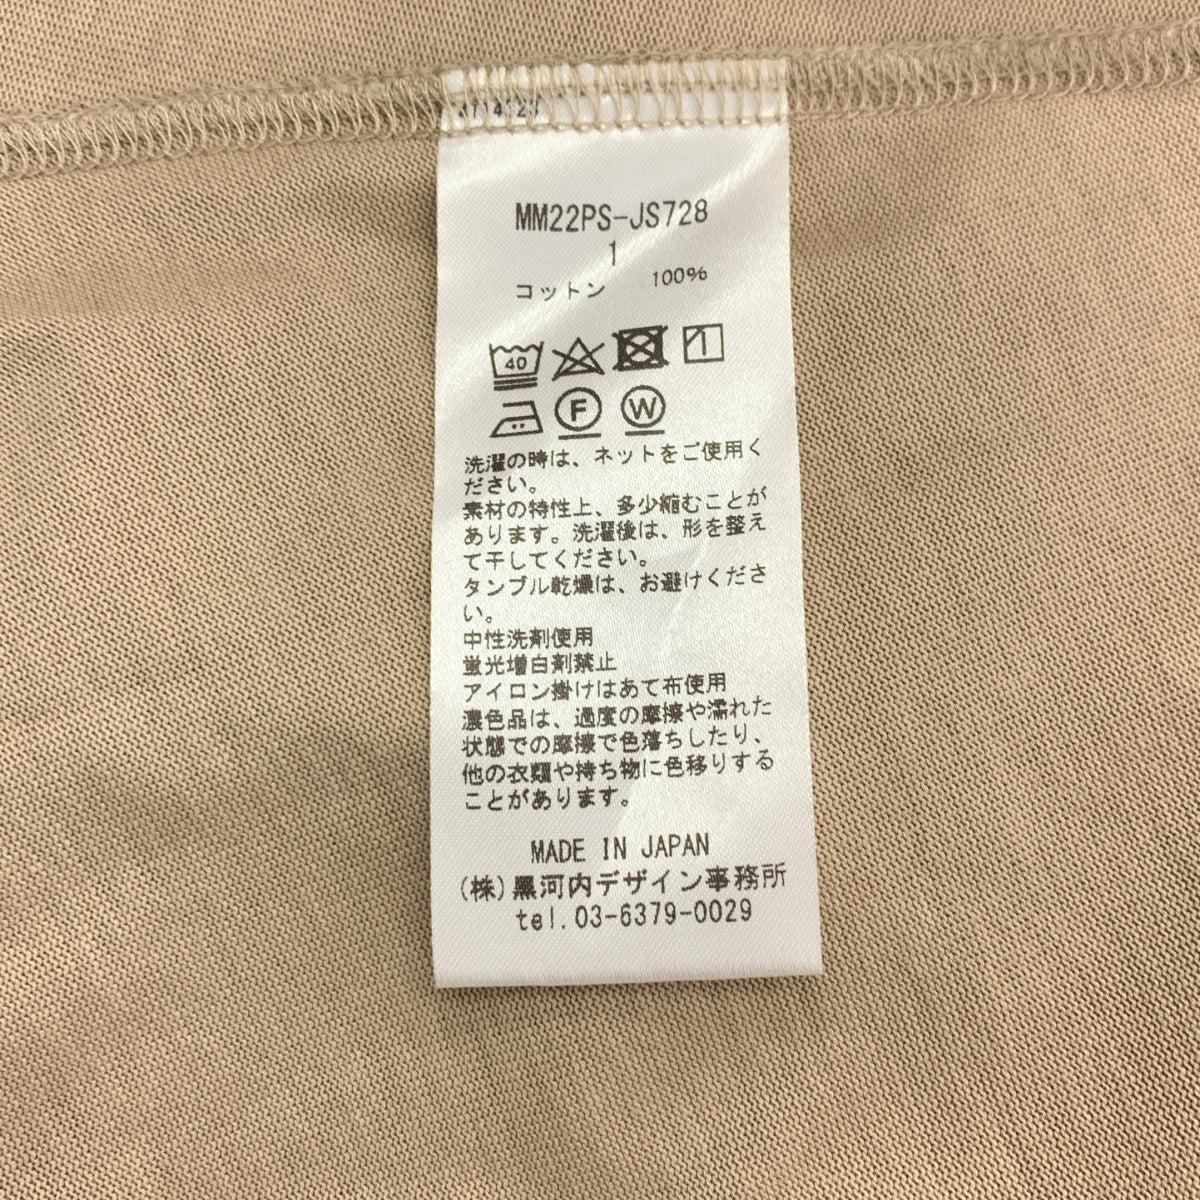 MM22PS-JS728
1
コットン 100%
40
F W
洗濯の時は、ネットをご使用く
ださい。
素材の特性上、多少縮むことが
あります。洗濯後は、形を整え
て干してください。
タンブル乾燥は、お避けくださ
い。
中性洗剤使用
蛍光増白剤禁止
アイロン掛けはあて布使用
濃色品は、過度の摩擦や濡れた
状態での摩擦で色落ちしたり、
他の衣類や持ち物に色移りする
ことがあります。
MADE IN JAPAN
(株)黒河内デザイン事務所
tel.03-6379-0029